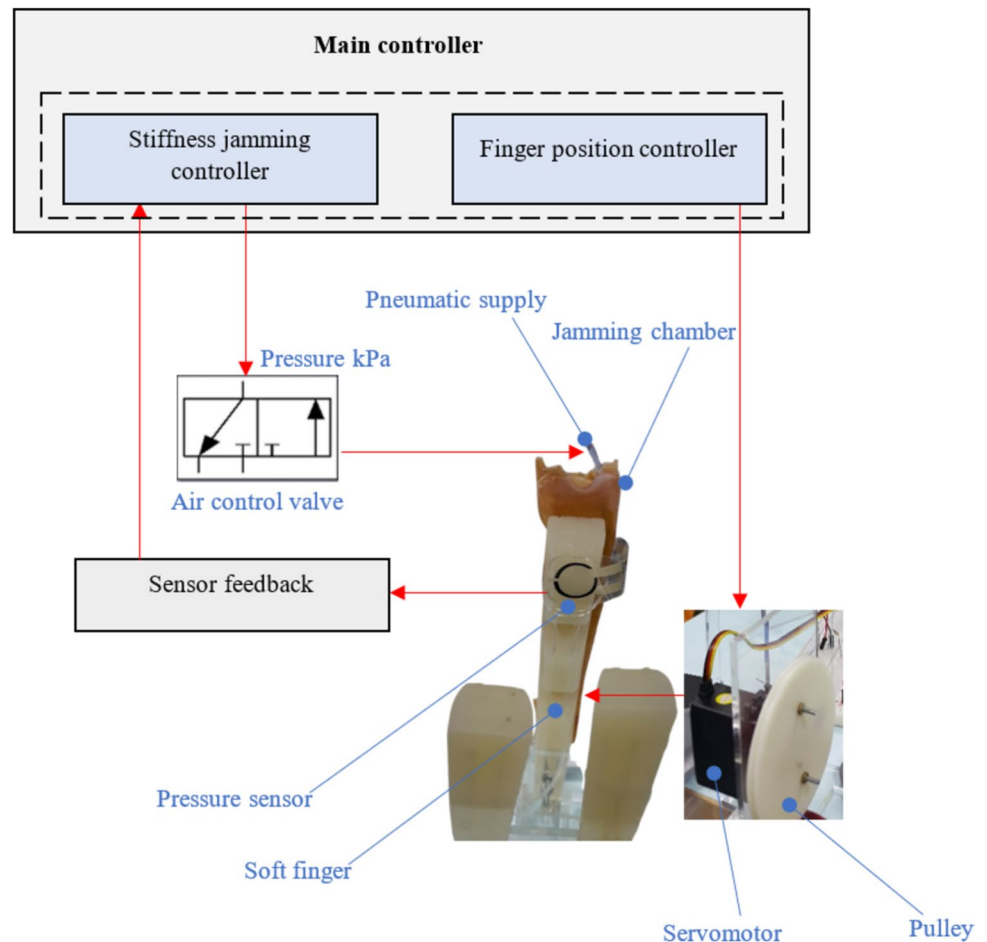 Main controller
Stiffness jamming
controller
Finger position controller
Pneumatic supply
Jamming chamber
Pressure kPa
Air control valve
Sensor feedback
Pressure sensor
Soft finger
Servomotor
Pulley